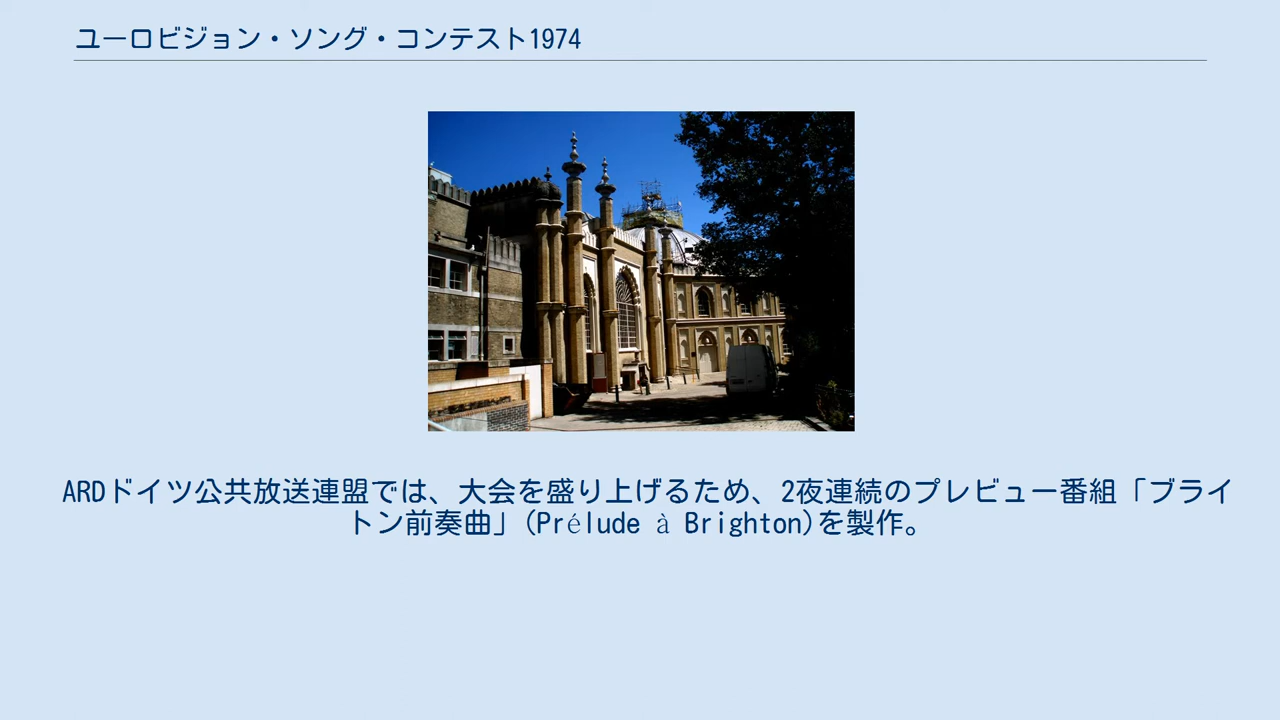 ユーロビジョン・ソング・コンテスト1974
ARDドイツ公共放送連盟では、大会を盛り上げるため、2夜連続のプレビュー番組「ブライ
トン前奏曲」(Prélude à Brighton)を製作。